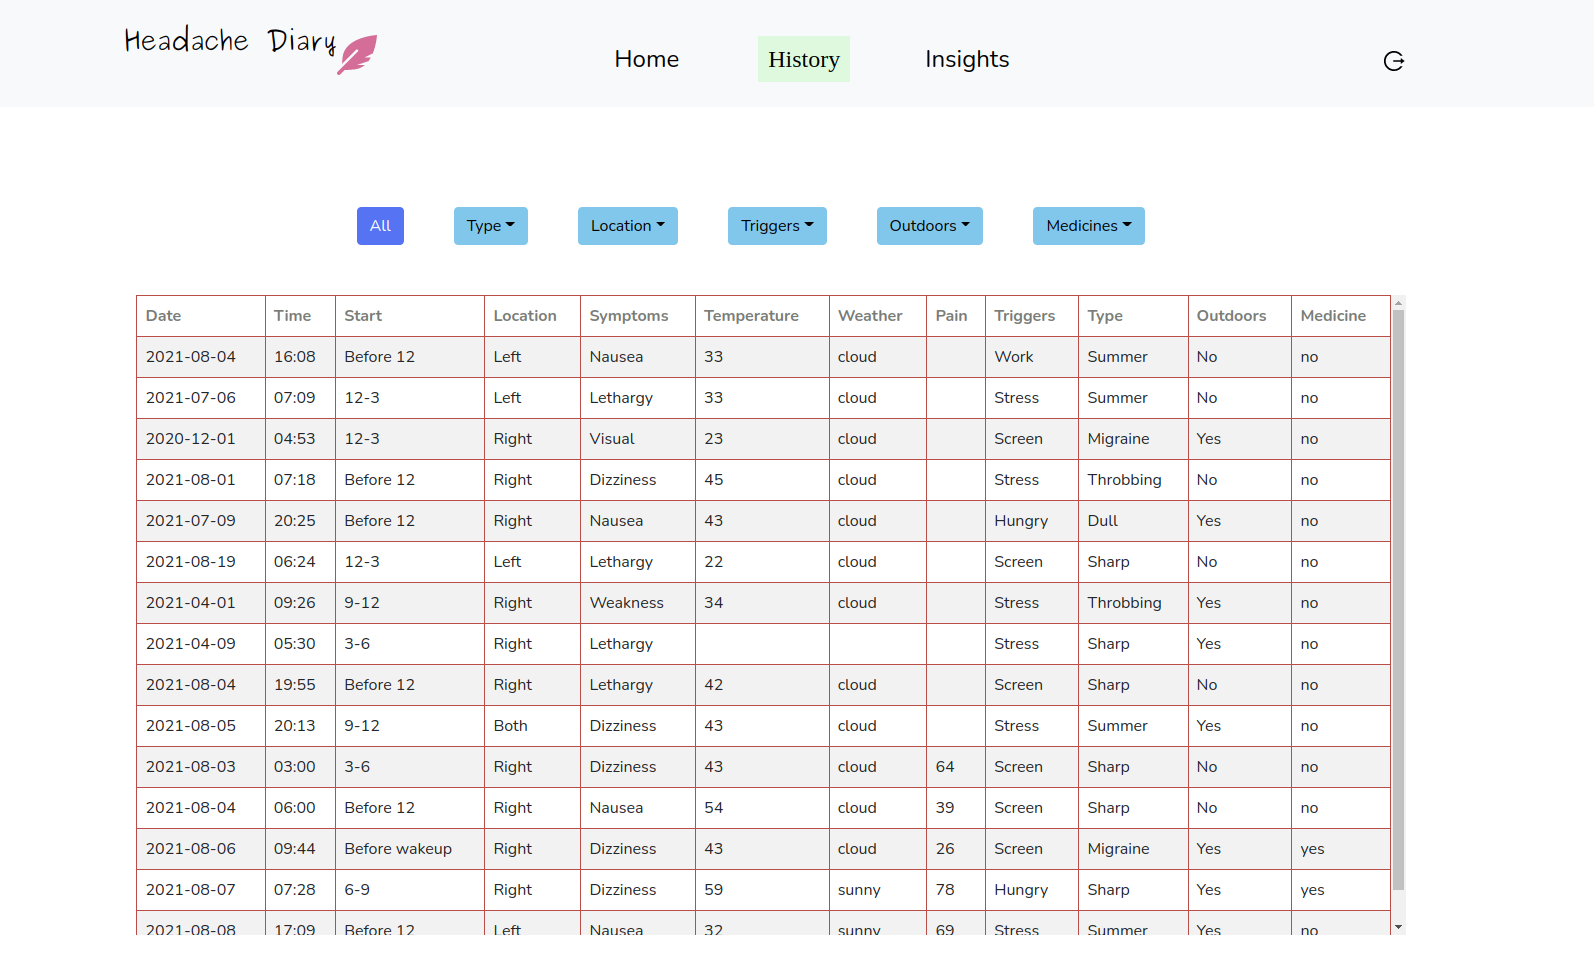 Headache Diary
Home History Insights
All Type Location Triggers Outdoors Medicines
Date Time Start Location Symptoms Temperature Weather Pain Triggers Type Outdoors Medicine
2021-08-04 16:08 Before 12 Left Nausea 33 cloud Work Summer No no
2021-07-06 07:09 12-3 Left Lethargy 33 cloud Stress Summer No no
2020-12-01 04:53 12-3 Right Visual 23 cloud Screen Migraine Yes no
2021-08-01 07:18 Before 12 Right Dizziness 45 cloud Stress Throbbing No no
2021-07-09 20:25 Before 12 Right Nausea 43 cloud Hungry Dull Yes no
2021-08-19 06:24 12-3 Left Lethargy 22 cloud Screen Sharp No no
2021-04-01 09:26 9-12 Right Weakness 34 cloud Stress Throbbing Yes no
2021-04-09 05:30 3-6 Right Lethargy Stress Sharp Yes no
2021-08-04 19:55 Before 12 Right Lethargy 42 cloud Screen Sharp No no
2021-08-05 20:13 9-12 Both Dizziness 43 cloud Stress Summer Yes no
2021-08-03 03:00 3-6 Right Dizziness 43 cloud 64 Screen Sharp No no
2021-08-04 06:00 Before 12 Right Nausea 54 cloud 39 Screen Sharp No no
2021-08-06 09:44 Before wakeup Right Dizziness 43 cloud 26 Screen Migraine Yes yes
2021-08-07 07:28 6-9 Right Dizziness 59 sunny 78 Hungry Sharp Yes yes
2021-08-08 17:09 Before 12 Left Nausea 32 sunny 69 Stress Summer Yes no